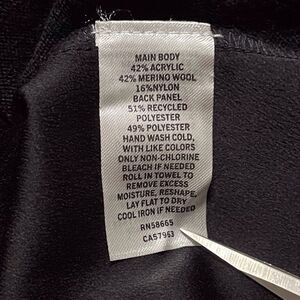 MAIN BODY
42% ACRYLIC
42% MERINO WOOL
16%NYLON
BACK PANEL
51% RECYCLED
POLYESTER
49% POLYESTER
HAND WASH COLD,
WITH LIKE COLORS
ONLY NON-CHLORINE
BLEACH IF NEEDED
ROLL IN TOWEL TO
REMOVE EXCESS
MOISTURE, RESHAPE,
LAY FLAT TO DRY
COOL IRON IF NEEDED
RN58665
CA57963